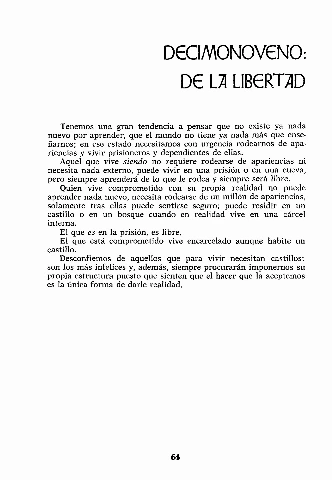 DECIMONOVENO:
DE LA LIBERTAD
Tenemos una gran tendencia a pensar que no existe ya nada
nuevo por aprender, que el mundo no tiene ya nada más que ense-
ñarnos; en ese estado necesitamos con urgencia rodearnos de apa-
riencias y vivir prisioneros y dependientes de ellas.
Aquel que vive siendo no requiere rodearse de apariencias ni
necesita nada externo, puede vivir en una prisión o en una cueva,
pero siempre aprenderá de lo que le rodea y siempre será libre.
Quien vive comprometido con su propia realidad no puede
aprender nada nuevo, necesita rodearse de un millón de apariencias,
solamente tras ellas puede sentirse seguro; puede residir en un
castillo o en un bosque cuando en realidad vive en una cárcel
interna.
El que es en la prisión, es libre.
El que está comprometido vive encarcelado aunque habite un
castillo.
Desconfiemos de aquellos que para vivir necesitan castillos:
son los más infelices y, además, siempre procurarán imponernos su
propia estructura puesto que sienten que el hacer que la aceptemos
es la única forma de darle realidad.
64